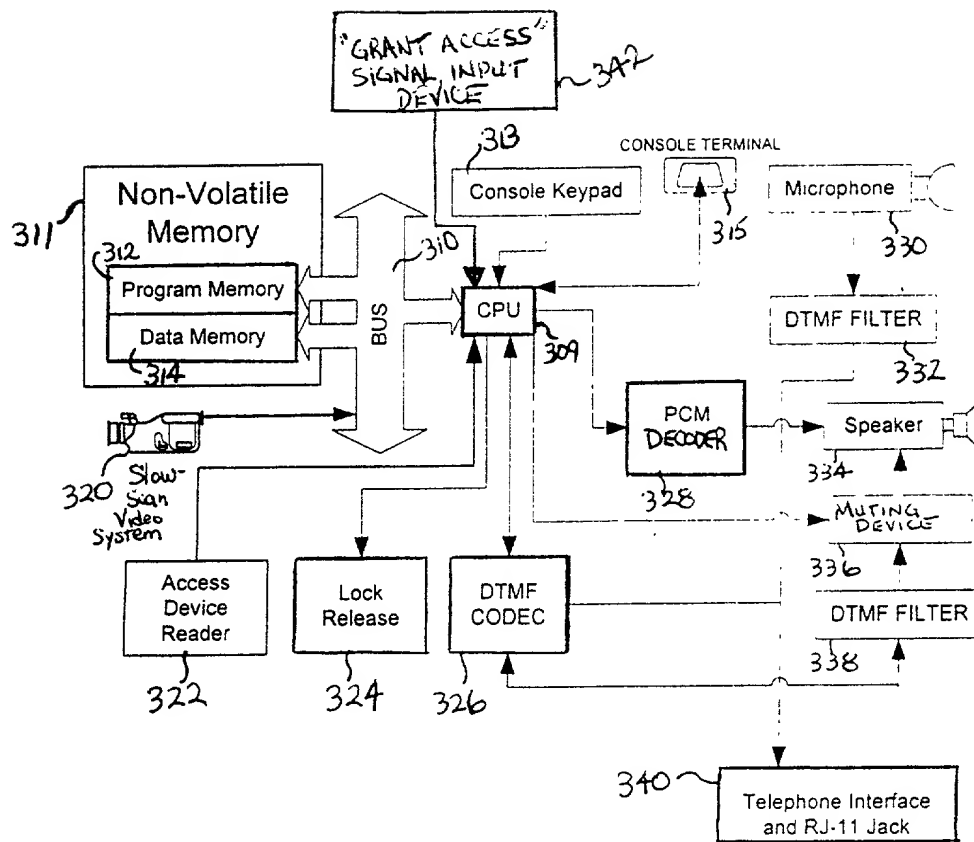 "GRANT ACCESS"
SIGNAL INPUT
DEVICE
342
313
CONSOLE TERMINAL
Non-Volatile
Memory
Console Keypad
Microphone
311
315
330
312
310
Program Memory
CPU
DTMF FILTER
BUS
Data Memory
309
314
332
PCM
DECODER
Speaker
334
328
320
Slow-
Scan
Video
System
MUTING
DEVICE
336
Access
Device
Reader
Lock
Release
DTMF
CODEC
DTMF FILTER
338
322
324
326
340
Telephone Interface
and RJ-11 Jack